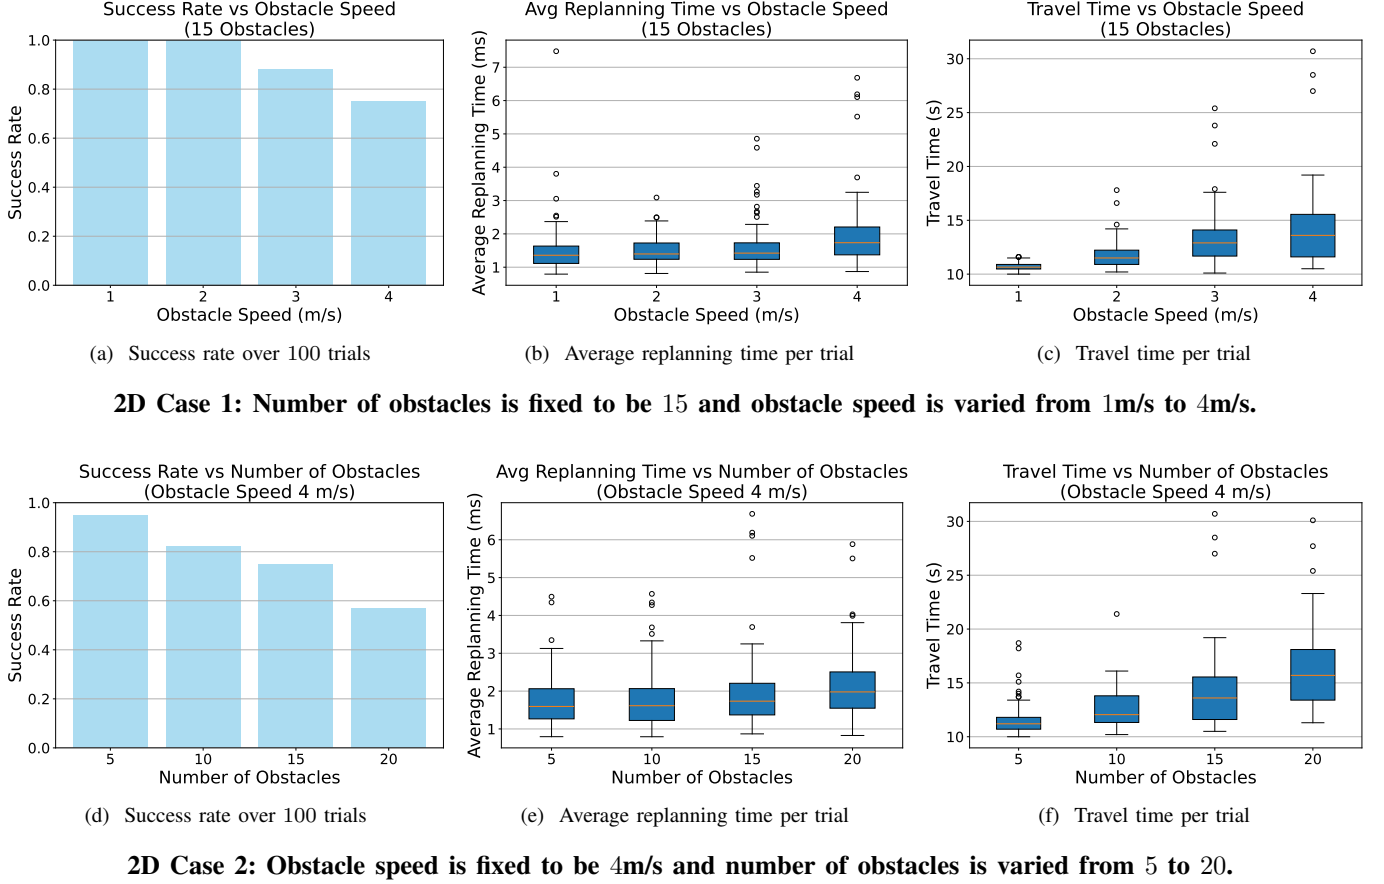 Success Rate vs Obstacle Speed
(15 Obstacles)
1.0
0.8
0.6
0.4
0.2
0.0
Success Rate
1 2 3 4
Obstacle Speed (m/s)
(a) Success rate over 100 trials
Avg Replanning Time vs Obstacle Speed
(15 Obstacles)
7
6
5
4
3
2
1
Average Replanning Time (ms)
1 2 3 4
Obstacle Speed (m/s)
(b) Average replanning time per trial
Travel Time vs Obstacle Speed
(15 Obstacles)
30
25
20
15
10
Travel Time (s)
1 2 3 4
Obstacle Speed (m/s)
(c) Travel time per trial
2D Case 1: Number of obstacles is fixed to be 15 and obstacle speed is varied from 1m/s to 4m/s.
Success Rate vs Number of Obstacles
(Obstacle Speed 4 m/s)
1.0
0.8
0.6
0.4
0.2
0.0
Success Rate
5 10 15 20
Number of Obstacles
(d) Success rate over 100 trials
Avg Replanning Time vs Number of Obstacles
(Obstacle Speed 4 m/s)
6
5
4
3
2
1
Average Replanning Time (ms)
5 10 15 20
Number of Obstacles
(e) Average replanning time per trial
Travel Time vs Number of Obstacles
(Obstacle Speed 4 m/s)
30
25
20
15
10
Travel Time (s)
5 10 15 20
Number of Obstacles
(f) Travel time per trial
2D Case 2: Obstacle speed is fixed to be 4m/s and number of obstacles is varied from 5 to 20.